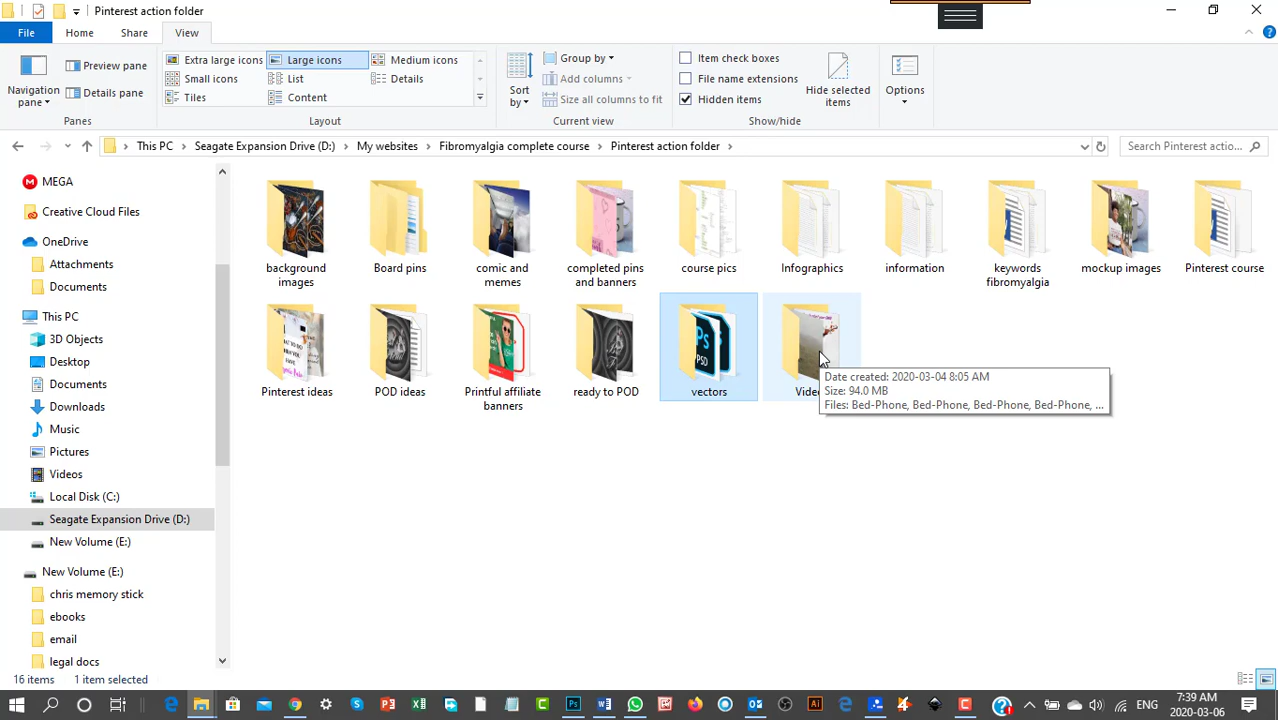 Pinterest action folder
File
Home
Share
View
Navigation pane
Preview pane
Details pane
Panes
Extra large icons
Large icons
Medium icons
Small icons
List
Details
Tiles
Content
Layout
Sort by
Group by
Add columns
Size all columns to fit
Current view
Item check boxes
File name extensions
Hidden items
Hide selected items
Show/hide
Options
This PC
Seagate Expansion Drive (D:)
My websites
Fibromyalgia complete course
Pinterest action folder
Search Pinterest actio...
MEGA
Creative Cloud Files
OneDrive
Attachments
Documents
This PC
3D Objects
Desktop
Documents
Downloads
Music
Pictures
Videos
Local Disk (C:)
Seagate Expansion Drive (D:)
New Volume (E:)
New Volume (E:)
chris memory stick
ebooks
email
legal docs
background images
Board pins
comic and memes
completed pins and banners
course pics
Infographics
information
keywords fibromyalgia
mockup images
Pinterest course
Pinterest ideas
POD ideas
Printful affiliate banners
ready to POD
Ps
PSD
vectors
Date created: 2020-03-04 8:05 AM
Size: 94.0 MB
Files: Bed-Phone, Bed-Phone, Bed-Phone, Bed-Phone, ...
16 items
1 item selected
ENG
7:39 AM
2020-03-06